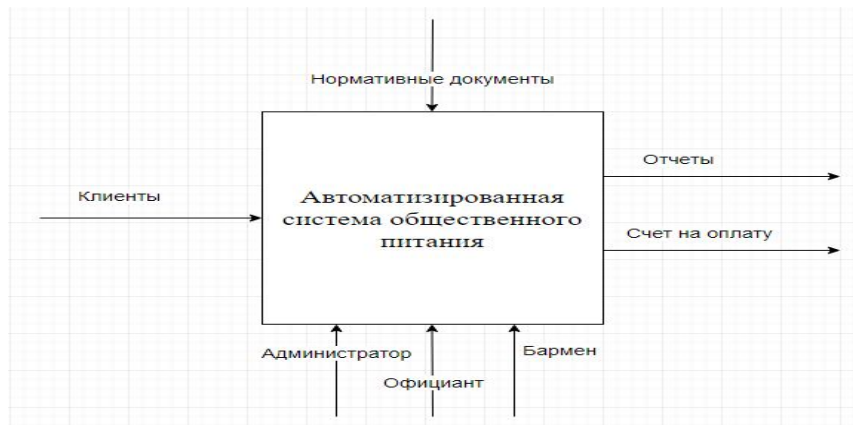 Нормативные документы
Отчеты
Клиенты
Автоматизированная
система общественного
питания
Счет на оплату
Администратор
Бармен
Официант